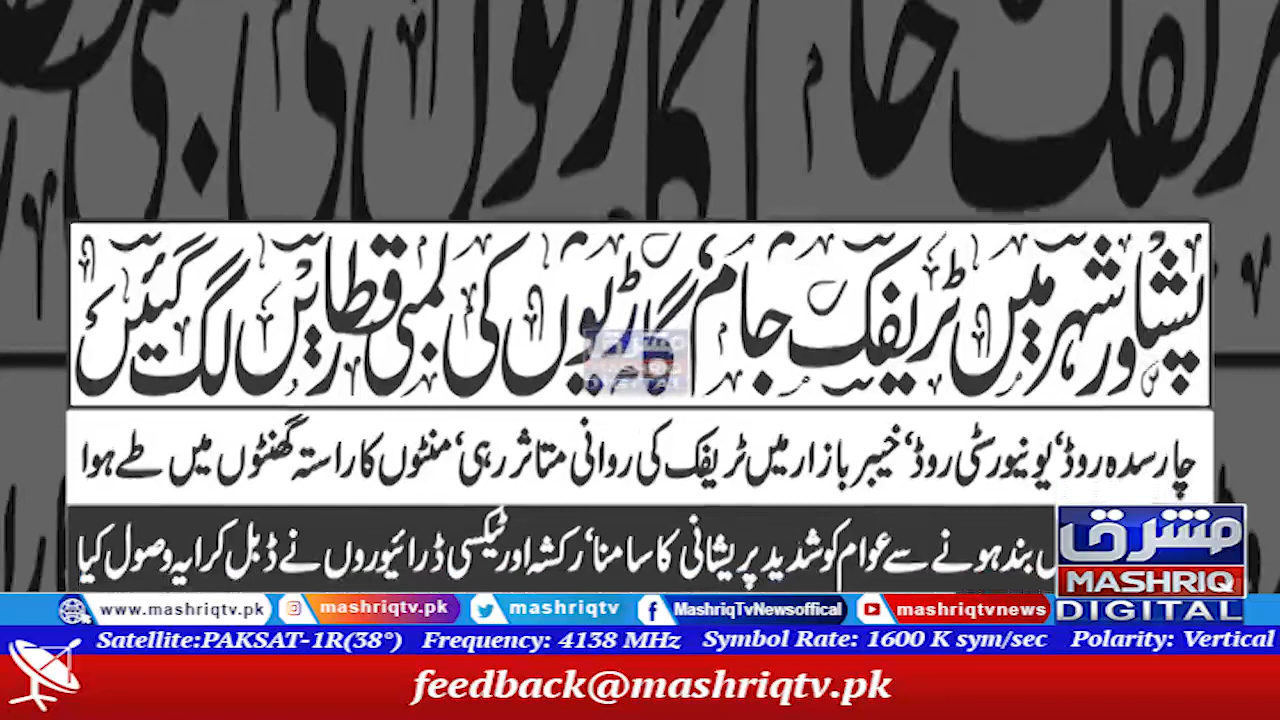 پشاور شہر میں ٹریفک جام، گاڑیوں کی لمبی قطاریں لگ گئیں
چارسدہ روڈ، یونیورسٹی روڈ، خیبر بازار میں ٹریفک کی روانی متاثر رہی، منٹوں کا راستہ گھنٹوں میں طے ہوا
بند ہونے سے عوام کو شدید پریشانی کا سامنا، رکشہ اور ٹیکسی ڈرائیوروں نے ڈبل کرایہ وصول کیا
مشرق
MASHRIQ
DIGITAL
www.mashriqtv.pk mashriqtv.pk mashriqtv MashriqTvNewsoffical mashriqtvnews
Satellite:PAKSAT-1R(38°) Frequency: 4138 MHz Symbol Rate: 1600 K sym/sec Polarity: Vertical
feedback@mashriqtv.pk